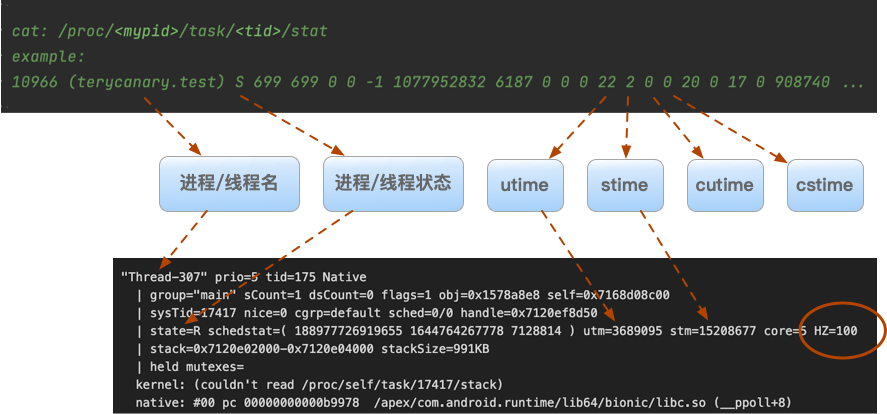 cat: /proc/<mypid>/task/<tid>/stat
example:
10966 (terycanary.test) S 699 699 0 0 -1 1077952832 6187 0 0 0 22 2 0 0 20 0 17 0 908740 ...
进程/线程名
进程/线程状态
utime
stime
cutime
cstime
"Thread-307" prio=5 tid=175 Native
| group="main" sCount=1 dsCount=0 flags=1 obj=0x1578a8e8 self=0x7168d08c00
| sysTid=17417 nice=0 cgrp=default sched=0/0 handle=0x7120ef8d50
| state=R schedstat=( 188977726919655 1644764267778 7128814 ) utm=3689095 stm=15208677 core=5 HZ=100
| stack=0x7120e02000-0x7120e04000 stackSize=991KB
| held mutexes=
kernel: (couldn't read /proc/self/task/17417/stack)
native: #00 pc 00000000000b9978 /apex/com.android.runtime/lib64/bionic/libc.so (__ppoll+8)